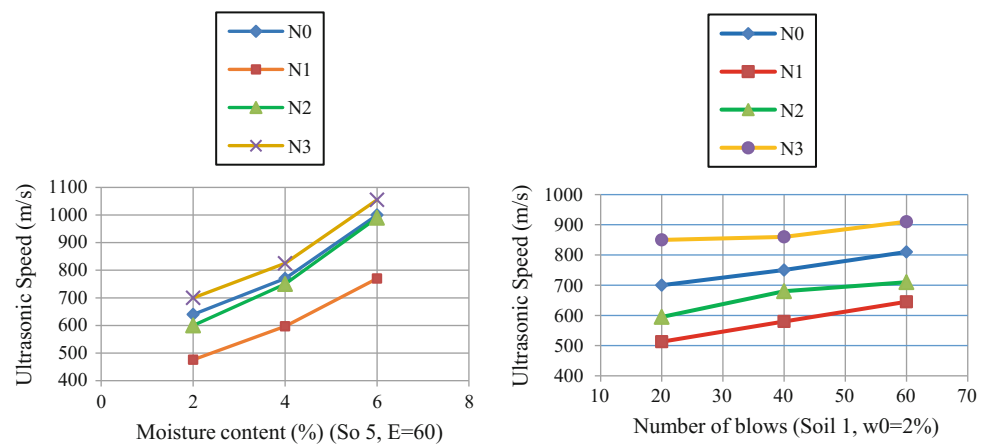 N0
N1
N2
N3
Ultrasonic Speed (m/s)
1100
1000
900
800
700
600
500
400
0 2 4 6 8
Moisture content (%) (So 5, E=60)
N0
N1
N2
N3
Ultrasonic Speed (m/s)
1000
900
800
700
600
500
400
10 20 30 40 50 60 70
Number of blows (Soil 1, w0=2%)